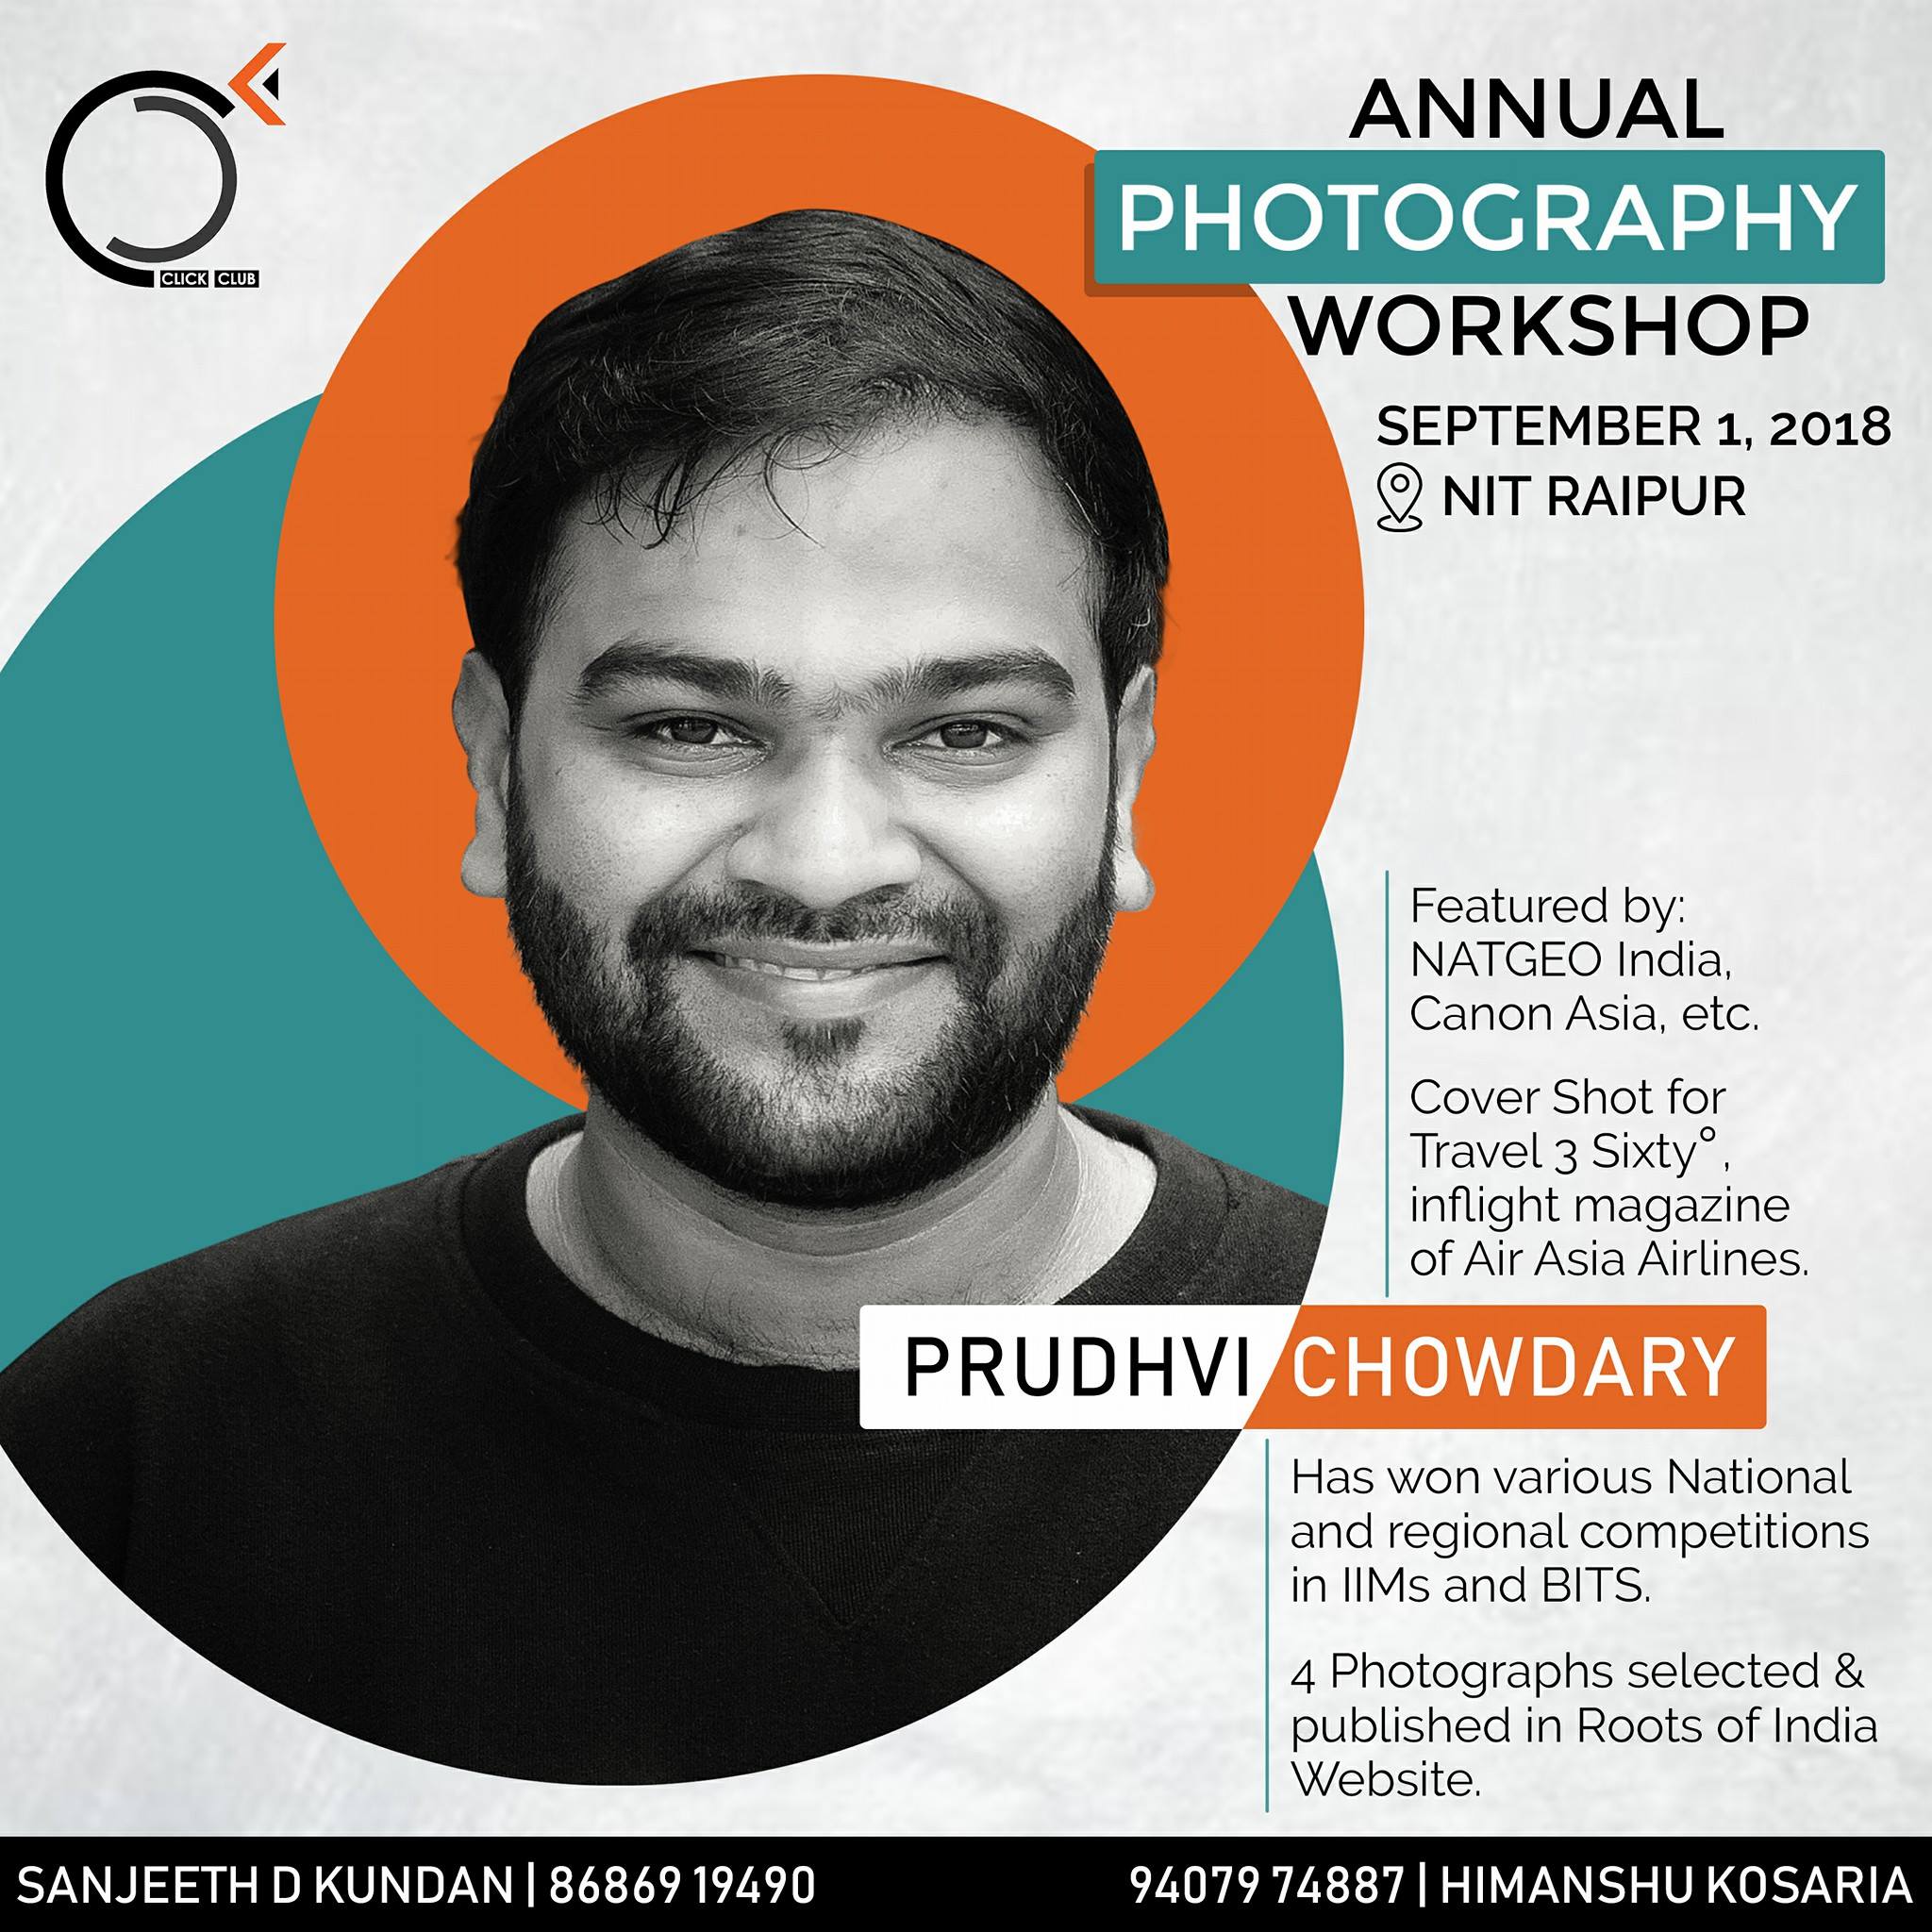 CLICK CLUB
ANNUAL
PHOTOGRAPHY
WORKSHOP
SEPTEMBER 1, 2018
NIT RAIPUR
Featured by:
NATGEO India,
Canon Asia, etc.
Cover Shot for
Travel 3 Sixty°,
inflight magazine
of Air Asia Airlines.
PRUDHVI CHOWDARY
Has won various National
and regional competitions
in IIMs and BITS.
4 Photographs selected &
published in Roots of India
Website.
SANJEETH D KUNDAN | 86869 19490
94079 74887 | HIMANSHU KOSARIA